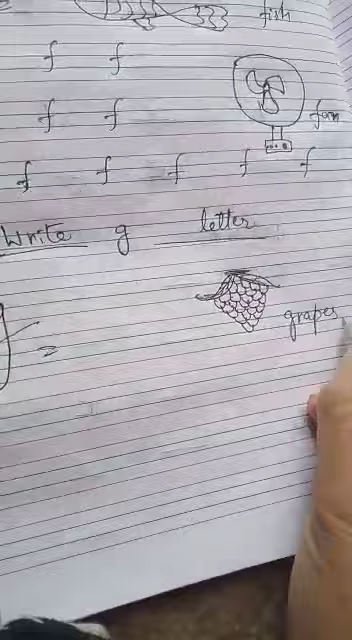 fish
f f
f f fan
f f f f f
Write g letter
g = grapes,